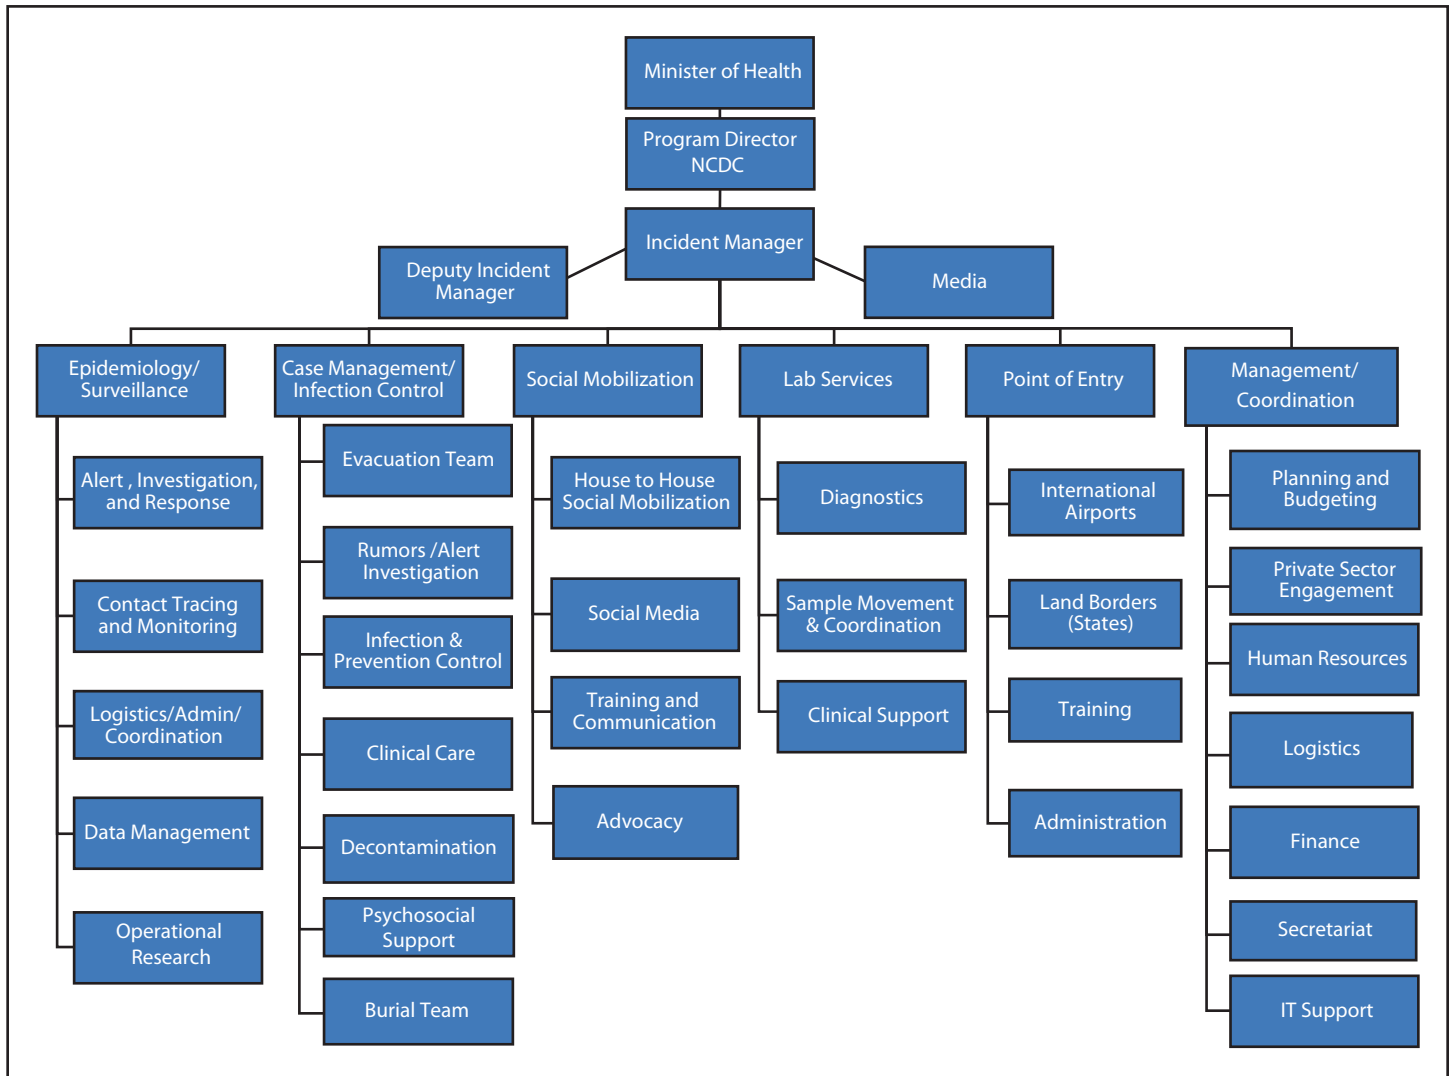 Minister of Health
Program Director
NCDC
Incident Manager
Deputy Incident
Manager
Media
Epidemiology/
Surveillance
Alert , Investigation,
and Response
Contact Tracing
and Monitoring
Logistics/Admin/
Coordination
Data Management
Operational
Research
Case Management/
Infection Control
Evacuation Team
Rumors /Alert
Investigation
Infection &
Prevention Control
Clinical Care
Decontamination
Psychosocial
Support
Burial Team
Social Mobilization
House to House
Social Mobilization
Social Media
Training and
Communication
Advocacy
Lab Services
Diagnostics
Sample Movement
& Coordination
Clinical Support
Point of Entry
International
Airports
Land Borders
(States)
Training
Administration
Management/
Coordination
Planning and
Budgeting
Private Sector
Engagement
Human Resources
Logistics
Finance
Secretariat
IT Support